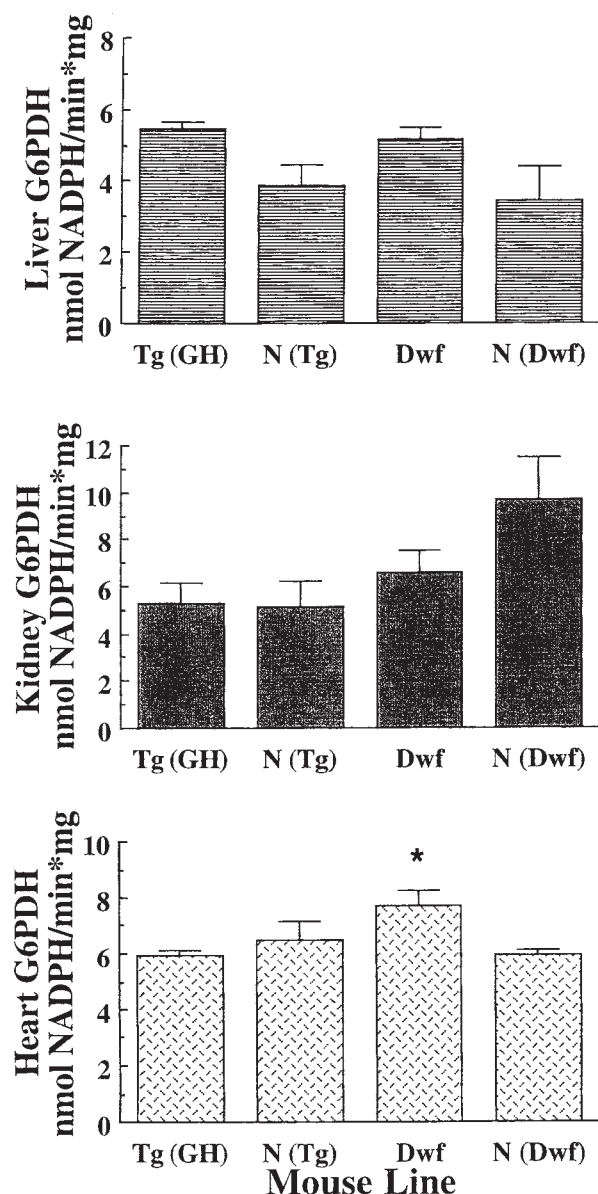 Liver G6PDH
nmol NADPH/min*mg
8
6
4
2
0
Tg (GH) N (Tg) Dwf N (Dwf)
Kidney G6PDH
nmol NADPH/min*mg
12
10
8
6
4
2
0
Tg (GH) N (Tg) Dwf N (Dwf)
Heart G6PDH
nmol NADPH/min*mg
10
8
6
4
2
0
*
Tg (GH) N (Tg) Dwf N (Dwf)
Mouse Line